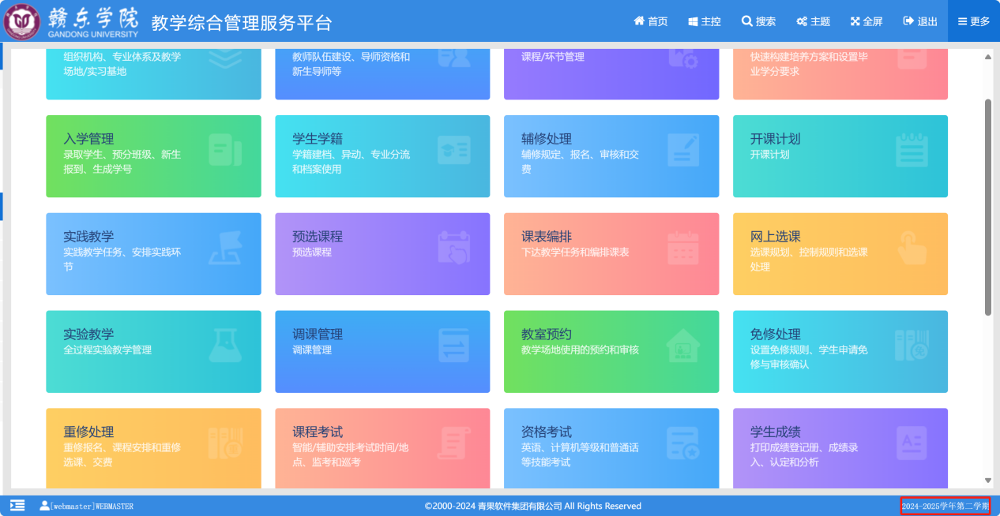 赣东学院
GANDONG UNIVERSITY
教学综合管理服务平台
首页 主控 搜索 主题 全屏 退出 更多
组织机构、专业体系及教学
场地/实习基地
教师队伍建设、导师资格和
新生导师等
课程/环节管理
快速构建培养方案和设置毕
业学分要求
入学管理
录取学生、预分班级、新生
报到、生成学号
学生学籍
学籍建档、异动、专业分流
和档案使用
辅修处理
辅修规定、报名、审核和交
费
开课计划
开课计划
实践教学
实践教学任务、安排实践环
节
预选课程
预选课程
课表编排
下达教学任务和编排课表
网上选课
选课规划、控制规则和选课
处理
实验教学
全过程实验教学管理
调课管理
调课管理
教室预约
教学场地使用的预约和审核
免修处理
设置免修规则、学生申请免
修与审核确认
重修处理
重修报名、课程安排和重修
选课、交费
课程考试
智能/辅助安排考试时间/地
点、监考和巡考
资格考试
英语、计算机等级和普通话
等技能考试
学生成绩
打印成绩登记册、成绩录
入、认定和分析
[webmaster]WEBMASTER
©2000-2024 青果软件集团有限公司 All Rights Reserved
2024-2025学年第二学期